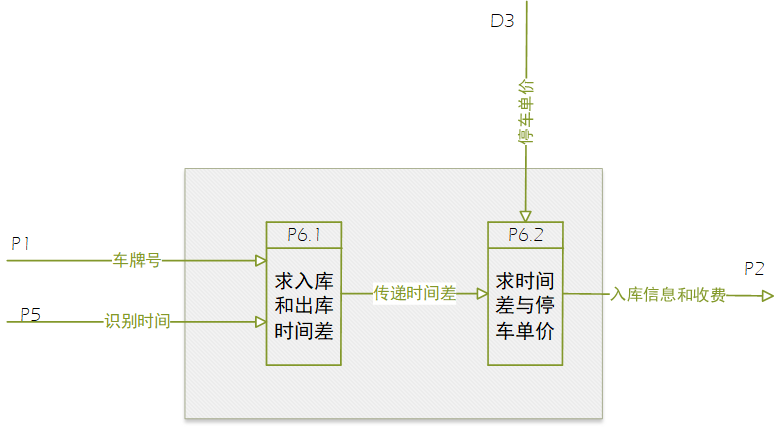 D3
停车单价
P1
车牌号
P5
识别时间
P6.1
求入库
和出库
时间差
传递时间差
P6.2
求时间
差与停
车单价
P2
入库信息和收费